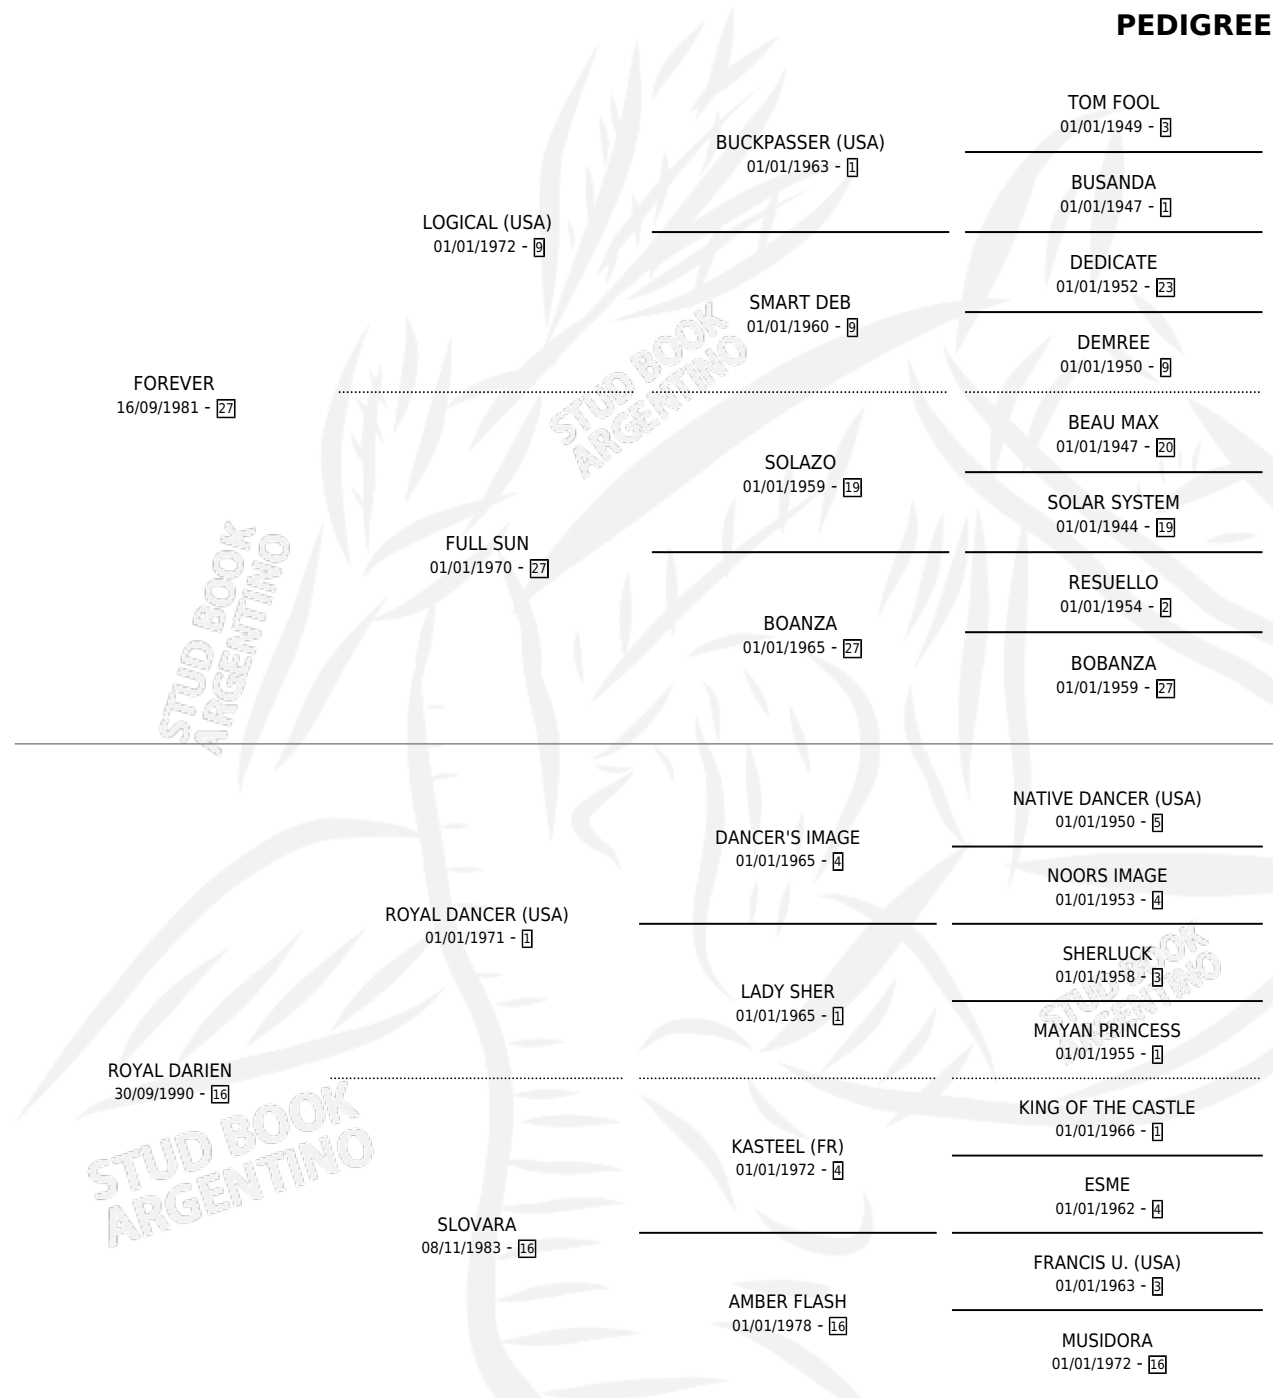 PEDIGREE
TOM FOOL
01/01/1949 - 3
BUCKPASSER (USA)
01/01/1963 - 1
BUSANDA
01/01/1947 - 1
LOGICAL (USA)
01/01/1972 - 9
DEDICATE
01/01/1952 - 23
SMART DEB
01/01/1960 - 9
DEMREE
01/01/1950 - 9
FOREVER
16/09/1981 - 27
BEAU MAX
01/01/1947 - 20
SOLAZO
01/01/1959 - 19
SOLAR SYSTEM
01/01/1944 - 19
FULL SUN
01/01/1970 - 27
RESUELLO
01/01/1954 - 2
BOANZA
01/01/1965 - 27
BOBANZA
01/01/1959 - 27
NATIVE DANCER (USA)
01/01/1950 - 5
DANCER'S IMAGE
01/01/1965 - 4
NOORS IMAGE
01/01/1953 - 4
ROYAL DANCER (USA)
01/01/1971 - 1
SHERLUCK
01/01/1958 - 3
LADY SHER
01/01/1965 - 1
MAYAN PRINCESS
01/01/1955 - 1
ROYAL DARIEN
30/09/1990 - 16
KING OF THE CASTLE
01/01/1966 - 1
KASTEEL (FR)
01/01/1972 - 4
ESME
01/01/1962 - 4
SLOVARA
08/11/1983 - 16
FRANCIS U. (USA)
01/01/1963 - 3
AMBER FLASH
01/01/1978 - 16
MUSIDORA
01/01/1972 - 16
STUD BOOK
ARGENTINO
STUD BOOK
ARGENTINO
STUD BOOK
ARGENTINO
STUD BOOK
ARGENTINO